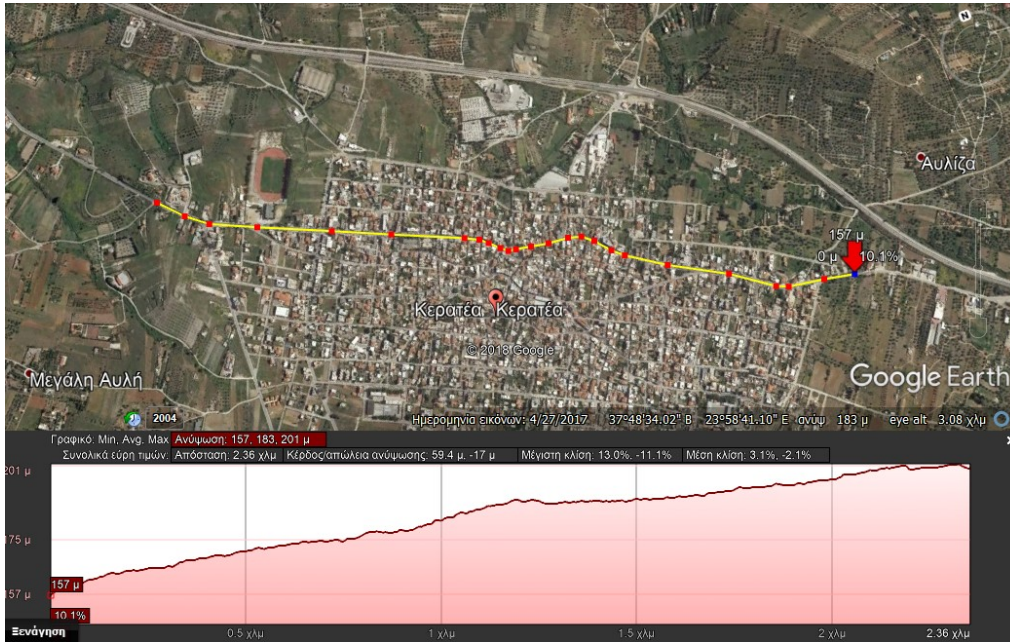 N
Αυλίζα
157 μ
0 μ 10.1%
Κερατέα Κερατέα
© 2018 Google
Μεγάλη Αυλή
Google Earth
2004
Ημερομηνία εικόνων: 4/27/2017 37°48'34.02" Β 23°58'41.10" Ε ανύψ 183 μ eye alt 3.08 χλμ
Γραφικό: Min, Avg, Max Ανύψωση: 157, 183, 201 μ
Συνολικά εύρη τιμών: Απόσταση: 2.36 χλμ Κέρδος/απώλεια ανύψωσης: 59.4 μ, -17 μ Μέγιστη κλίση: 13.0%, -11.1% Μέση κλίση: 3.1%, -2.1%
201 μ
175 μ
157 μ
157 μ
10.1%
Ξενάγηση 0.5 χλμ 1 χλμ 1.5 χλμ 2 χλμ 2.36 χλμ